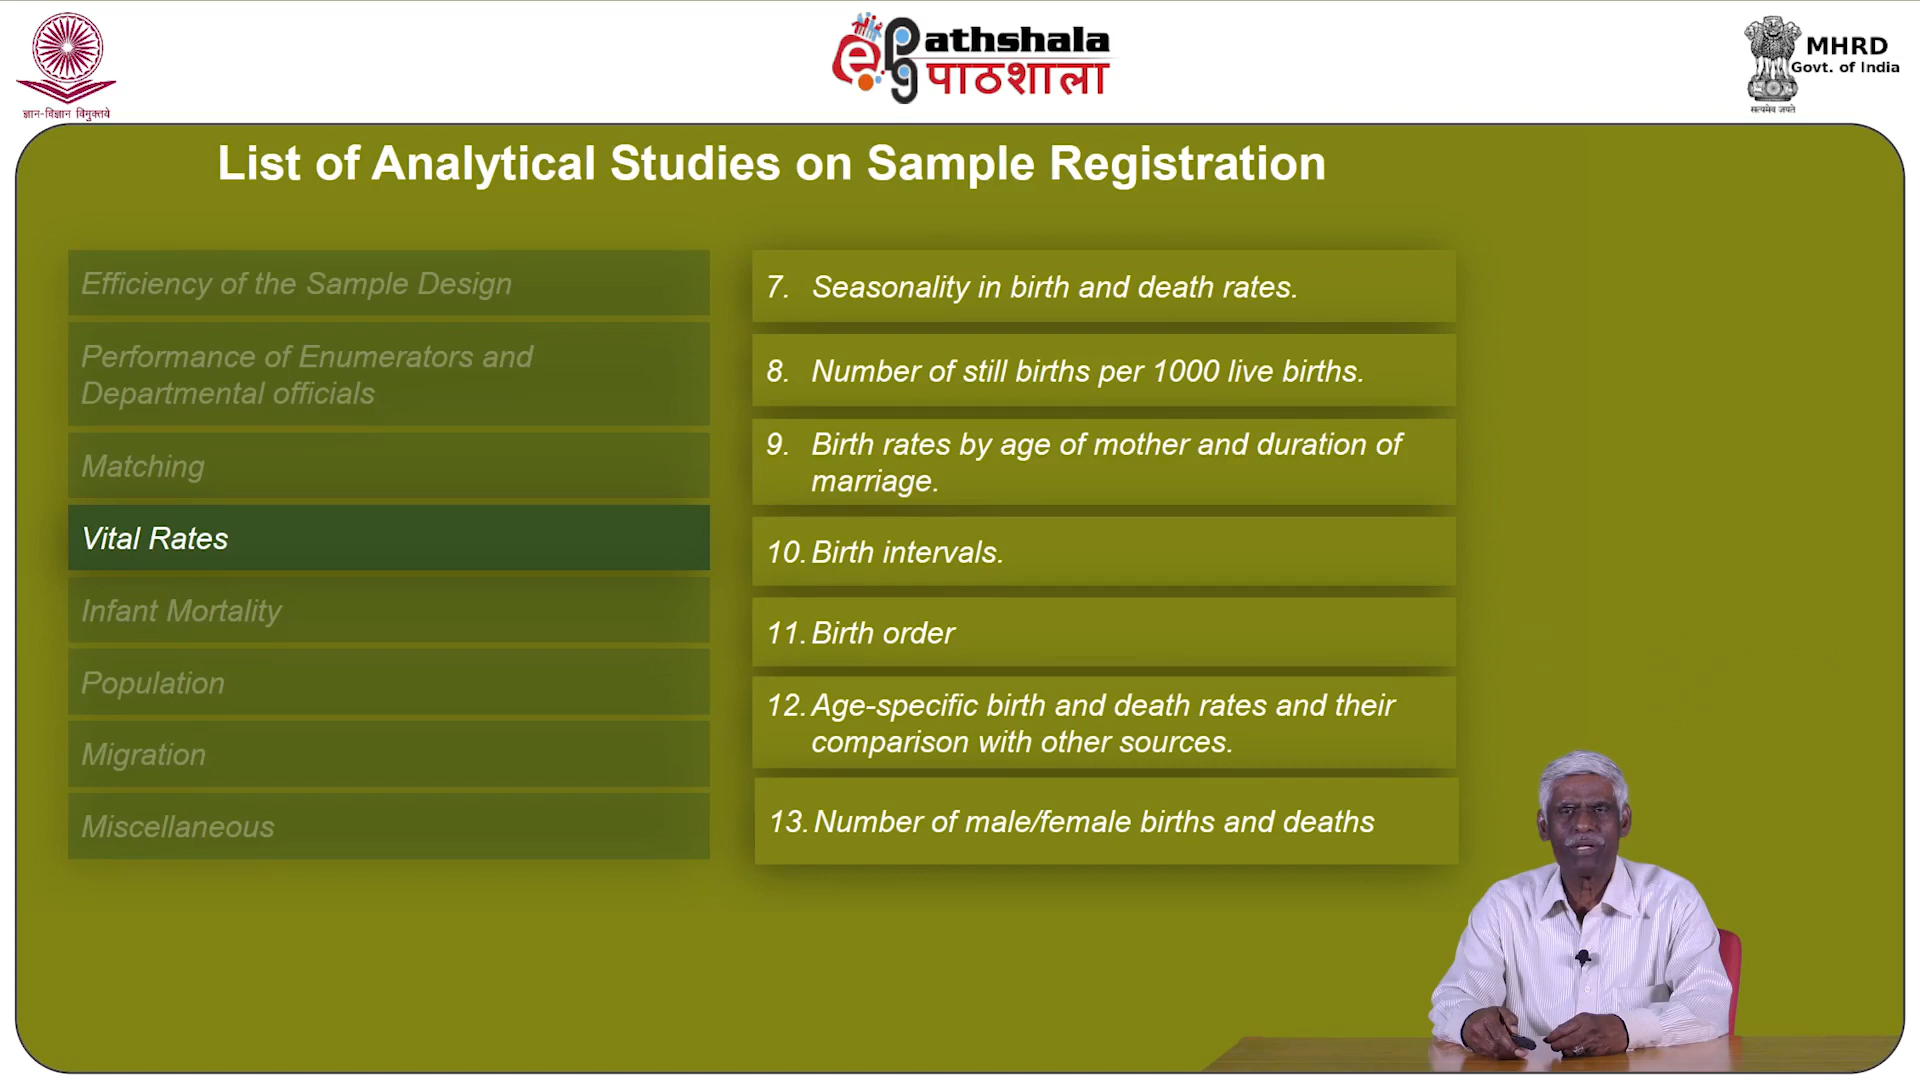 ज्ञान-विज्ञान विमुक्तये
ePg Pathshala
पाठशाला
MHRD
Govt. of India
सत्यमेव जयते
List of Analytical Studies on Sample Registration
Efficiency of the Sample Design
Performance of Enumerators and
Departmental officials
Matching
Vital Rates
Infant Mortality
Population
Migration
Miscellaneous
7. Seasonality in birth and death rates.
8. Number of still births per 1000 live births.
9. Birth rates by age of mother and duration of
marriage.
10. Birth intervals.
11. Birth order
12. Age-specific birth and death rates and their
comparison with other sources.
13. Number of male/female births and deaths